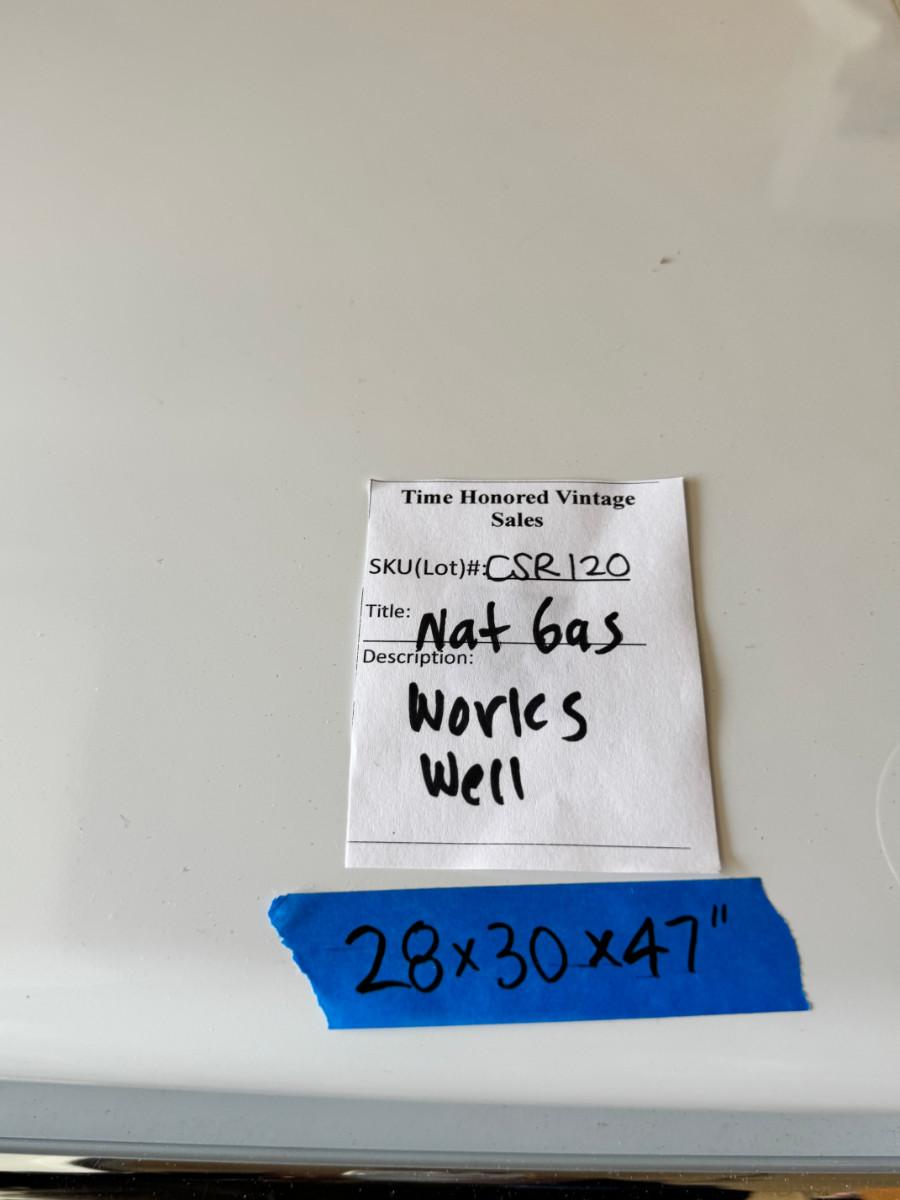 Time Honored Vintage
Sales
SKU(Lot)#: CSR120
Title: Nat Gas
Description:
Works
Well
28x30x47"